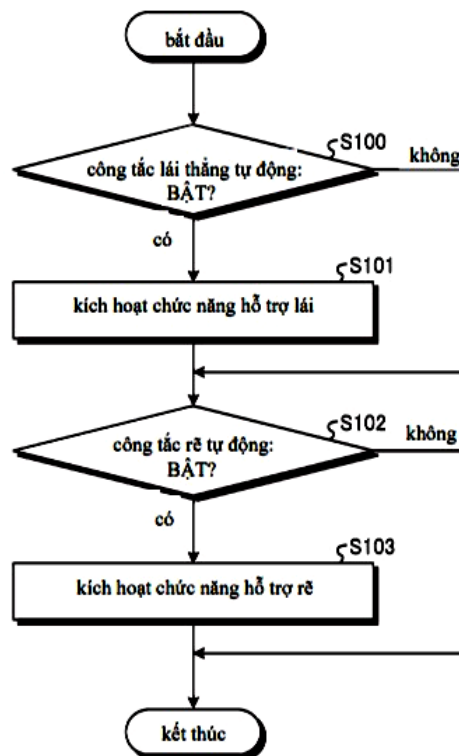 bắt đầu
S100
công tắc lái thẳng tự động:
BẬT?
không
có
S101
kích hoạt chức năng hỗ trợ lái
S102
công tắc rẽ tự động:
BẬT?
không
có
S103
kích hoạt chức năng hỗ trợ rẽ
kết thúc